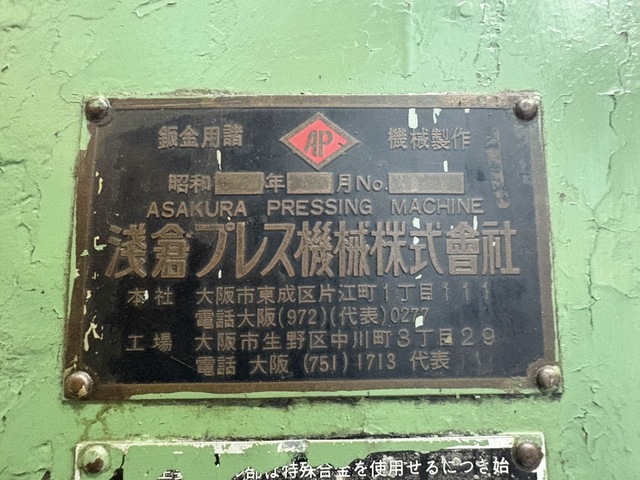 鈑金用諸 AP 機械製作
昭和 年 月 No.
ASAKURA PRESSING MACHINE
淺倉プレス機械株式會社
本社 大阪市東成区片江町1丁目111
電話大阪(972)(代表)0277
工場 大阪市生野区中川町3丁目29
電話 大阪 (751) 1713 代表
部は特殊合金を使用せるにつき始